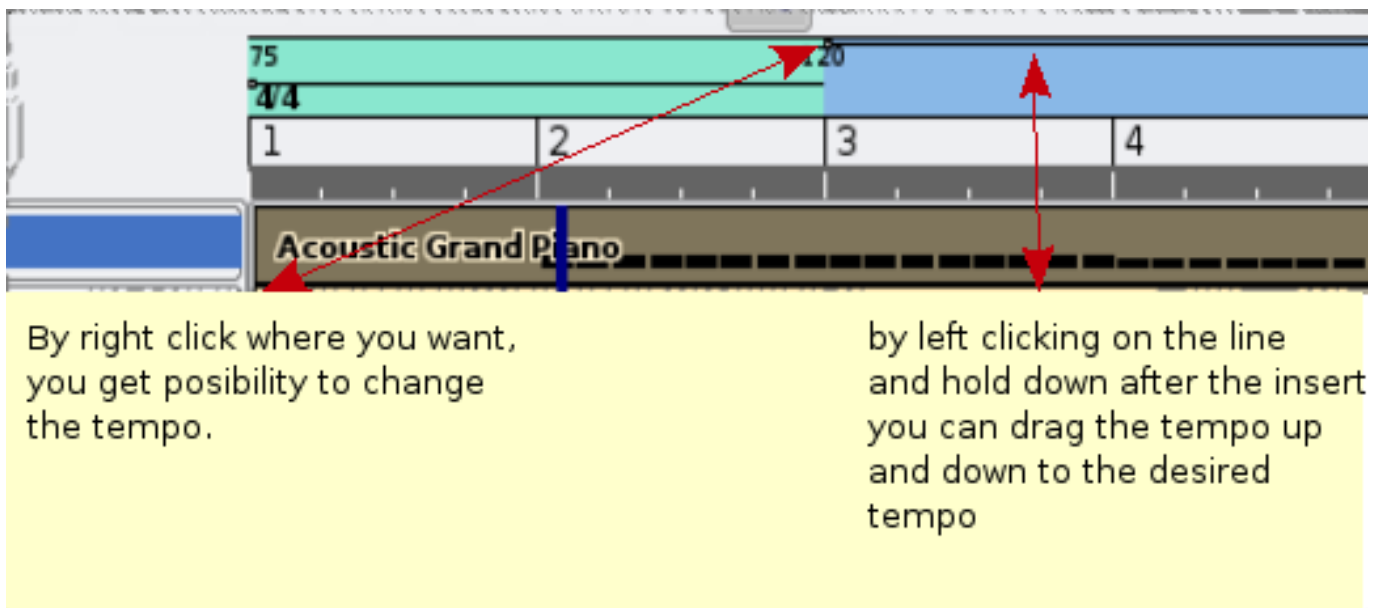 75
120
4/4
1 2 3 4
Acoustic Grand Piano
By right click where you want,
you get posibility to change
the tempo.
by left clicking on the line
and hold down after the insert
you can drag the tempo up
and down to the desired
tempo